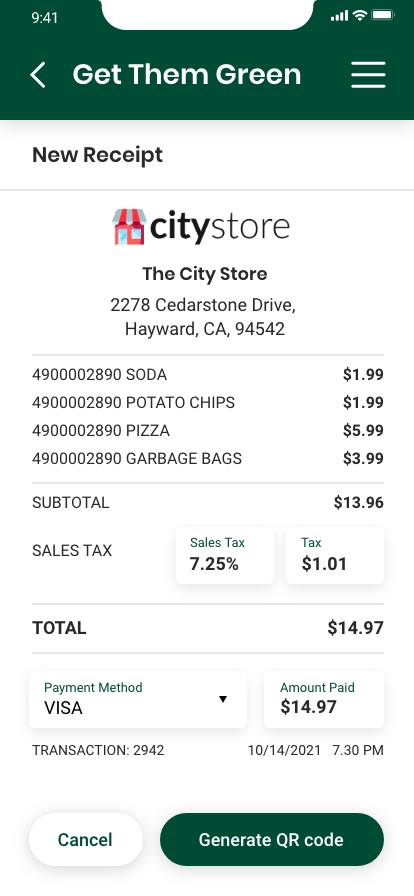 9:41
Get Them Green
New Receipt
citystore
The City Store
2278 Cedarstone Drive,
Hayward, CA, 94542
4900002890 SODA $1.99
4900002890 POTATO CHIPS $1.99
4900002890 PIZZA $5.99
4900002890 GARBAGE BAGS $3.99
SUBTOTAL $13.96
SALES TAX
Sales Tax
7.25%
Tax
$1.01
TOTAL $14.97
Payment Method
VISA
Amount Paid
$14.97
TRANSACTION: 2942 10/14/2021 7.30 PM
Cancel
Generate QR code